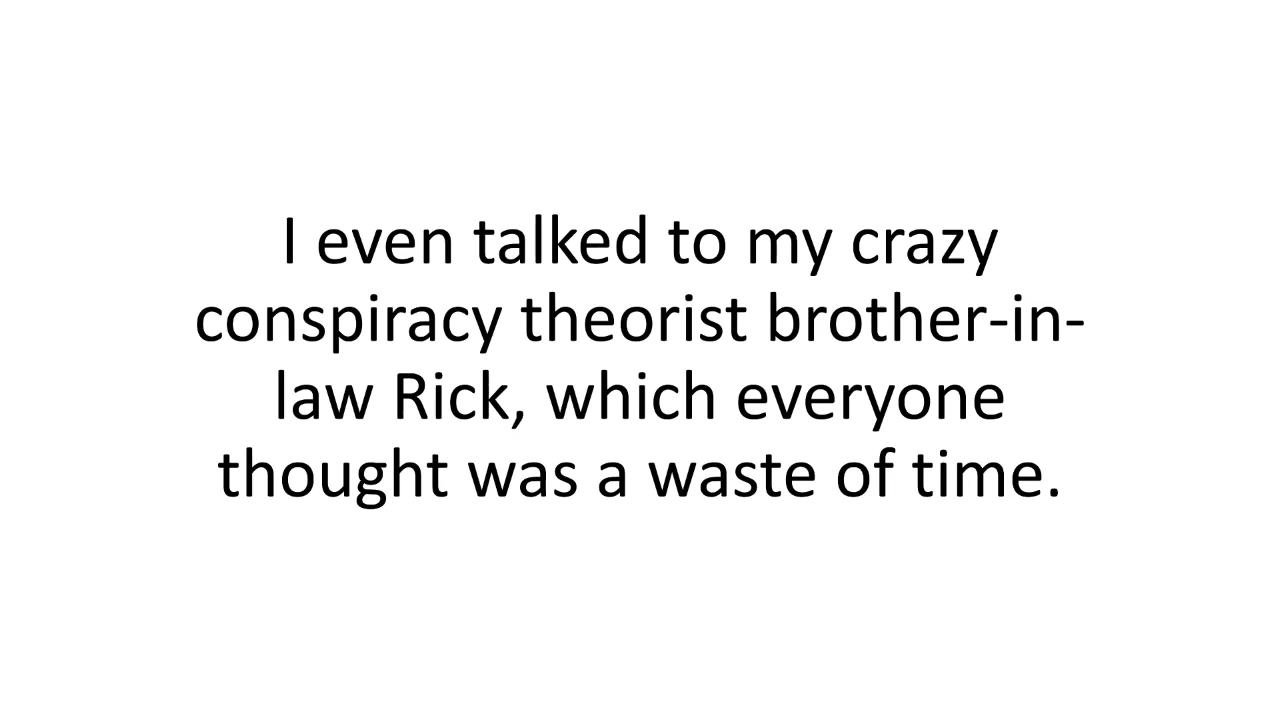 I even talked to my crazy
conspiracy theorist brother-in-
law Rick, which everyone
thought was a waste of time.